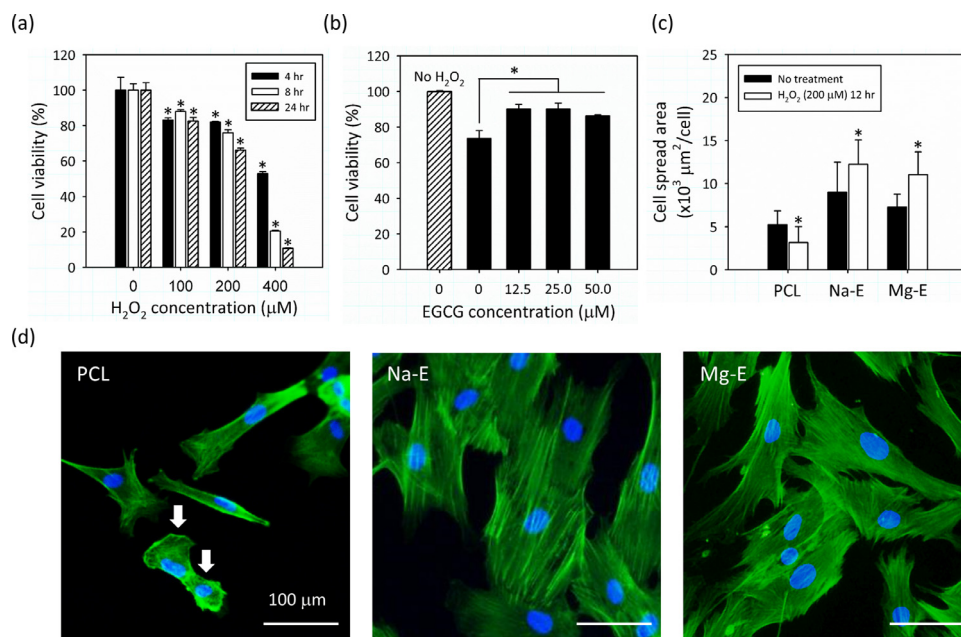 (a)
120
100
80
60
40
20
0
Cell viability (%)
4 hr
8 hr
24 hr
* * *
* * *
* * *
0 100 200 400
H₂O₂ concentration (μM)
(b)
120
100
80
60
40
20
0
Cell viability (%)
No H₂O₂
*
0 0 12.5 25.0 50.0
EGCG concentration (μM)
(c)
25
20
15
10
5
0
Cell spread area
(x10³ μm²/cell)
No treatment
H₂O₂ (200 μM) 12 hr
* * *
PCL Na-E Mg-E
(d)
PCL
100 μm
Na-E
Mg-E